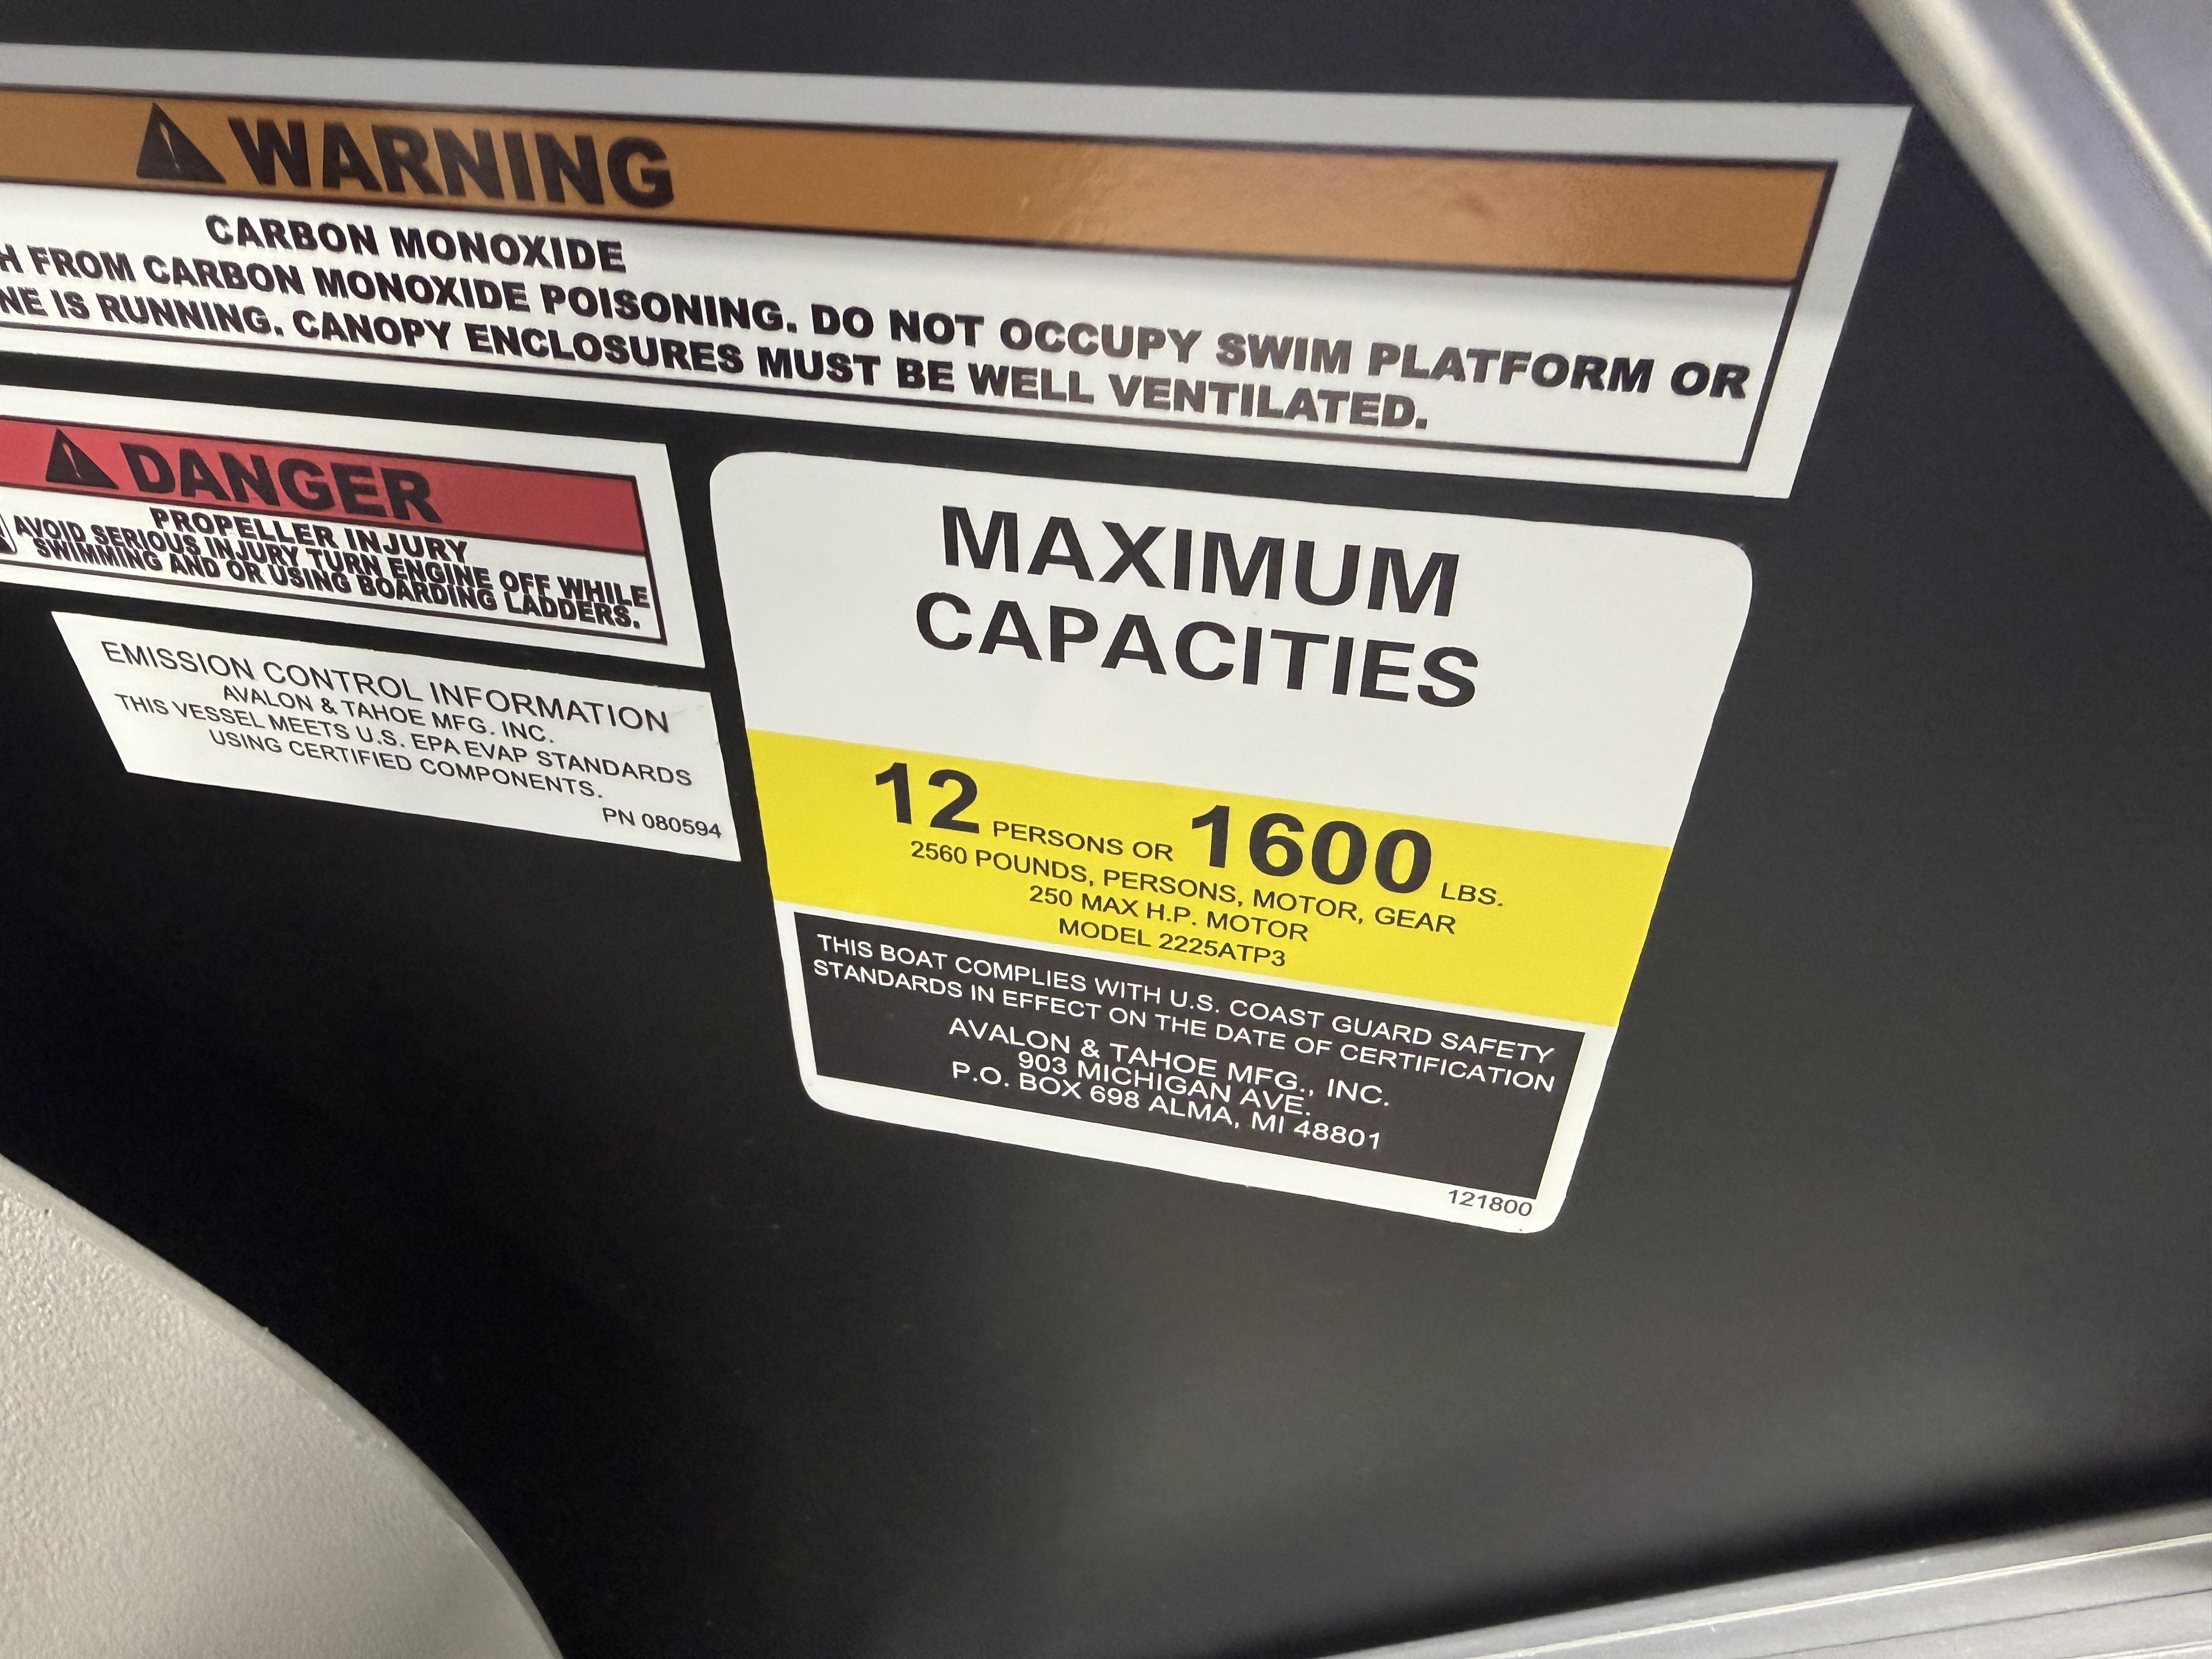 WARNING
CARBON MONOXIDE
FROM CARBON MONOXIDE POISONING. DO NOT OCCUPY SWIM PLATFORM OR
IS RUNNING. CANOPY ENCLOSURES MUST BE WELL VENTILATED.
DANGER
PROPELLER INJURY
AVOID SERIOUS INJURY TURN ENGINE OFF WHILE
SWIMMING AND OR USING BOARDING LADDERS.
EMISSION CONTROL INFORMATION
AVALON & TAHOE MFG. INC.
THIS VESSEL MEETS U.S. EPA EVAP STANDARDS
USING CERTIFIED COMPONENTS.
PN 080594
MAXIMUM
CAPACITIES
12 PERSONS OR 1600 LBS.
2560 POUNDS, PERSONS, MOTOR, GEAR
250 MAX H.P. MOTOR
MODEL 2225ATP3
THIS BOAT COMPLIES WITH U.S. COAST GUARD SAFETY
STANDARDS IN EFFECT ON THE DATE OF CERTIFICATION
AVALON & TAHOE MFG., INC.
903 MICHIGAN AVE.
P.O. BOX 698 ALMA, MI 48801
121800